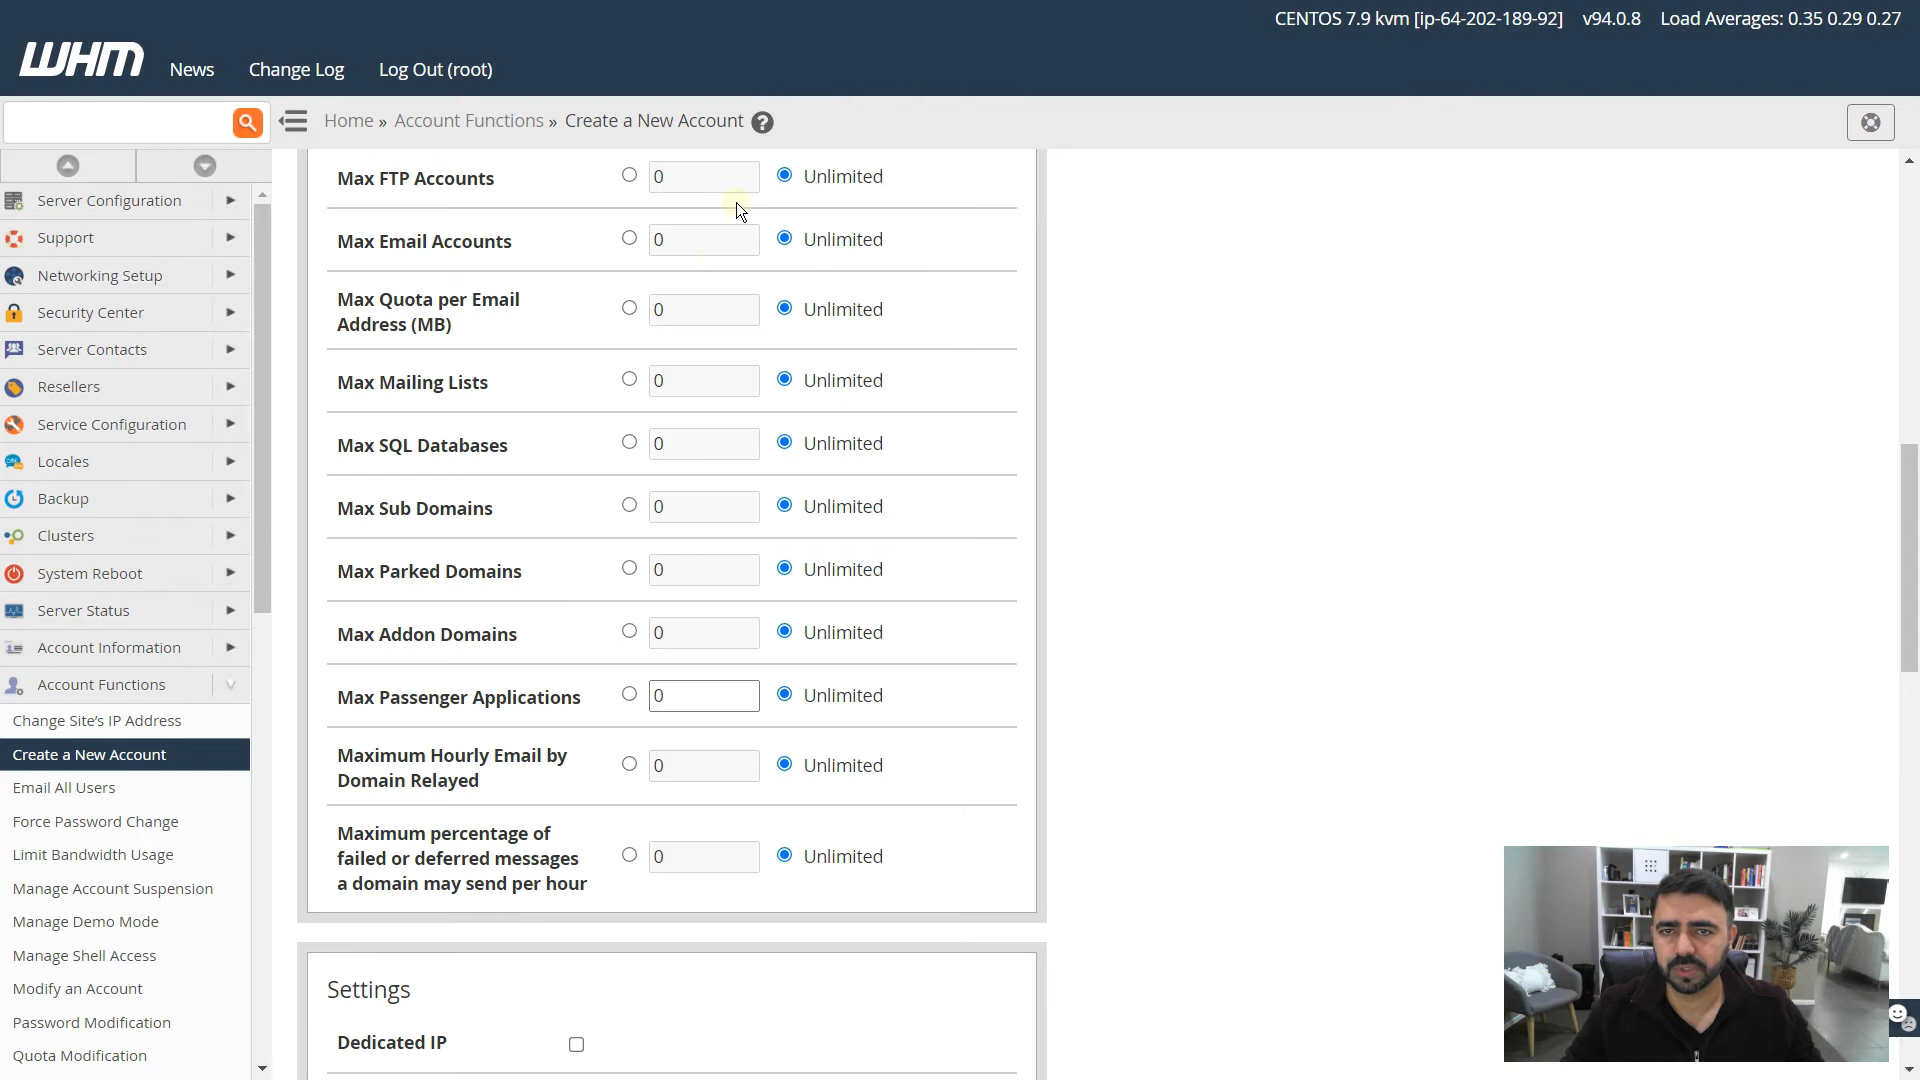 CENTOS 7.9 kvm [ip-64-202-189-92] v94.0.8 Load Averages: 0.35 0.29 0.27
WHM News Change Log Log Out (root)
Home » Account Functions » Create a New Account ?
Server Configuration
Support
Networking Setup
Security Center
Server Contacts
Resellers
Service Configuration
Locales
Backup
Clusters
System Reboot
Server Status
Account Information
Account Functions
Change Site's IP Address
Create a New Account
Email All Users
Force Password Change
Limit Bandwidth Usage
Manage Account Suspension
Manage Demo Mode
Manage Shell Access
Modify an Account
Password Modification
Quota Modification
Max FTP Accounts 0 Unlimited
Max Email Accounts 0 Unlimited
Max Quota per Email
Address (MB) 0 Unlimited
Max Mailing Lists 0 Unlimited
Max SQL Databases 0 Unlimited
Max Sub Domains 0 Unlimited
Max Parked Domains 0 Unlimited
Max Addon Domains 0 Unlimited
Max Passenger Applications 0 Unlimited
Maximum Hourly Email by
Domain Relayed 0 Unlimited
Maximum percentage of
failed or deferred messages 0 Unlimited
a domain may send per hour
Settings
Dedicated IP